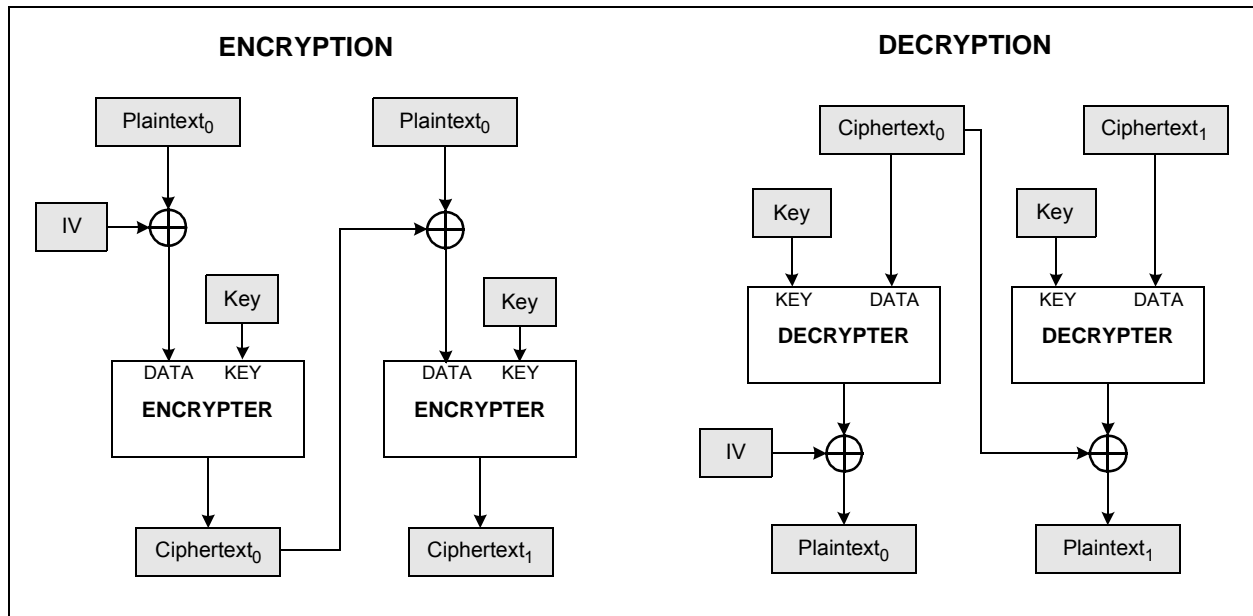 ENCRYPTION
Plaintext0
Plaintext0
IV
Key
Key
DATA KEY
ENCRYPTER
DATA KEY
ENCRYPTER
Ciphertext0
Ciphertext1
DECRYPTION
Ciphertext0
Ciphertext1
Key
Key
KEY DATA
DECRYPTER
KEY DATA
DECRYPTER
IV
Plaintext0
Plaintext1